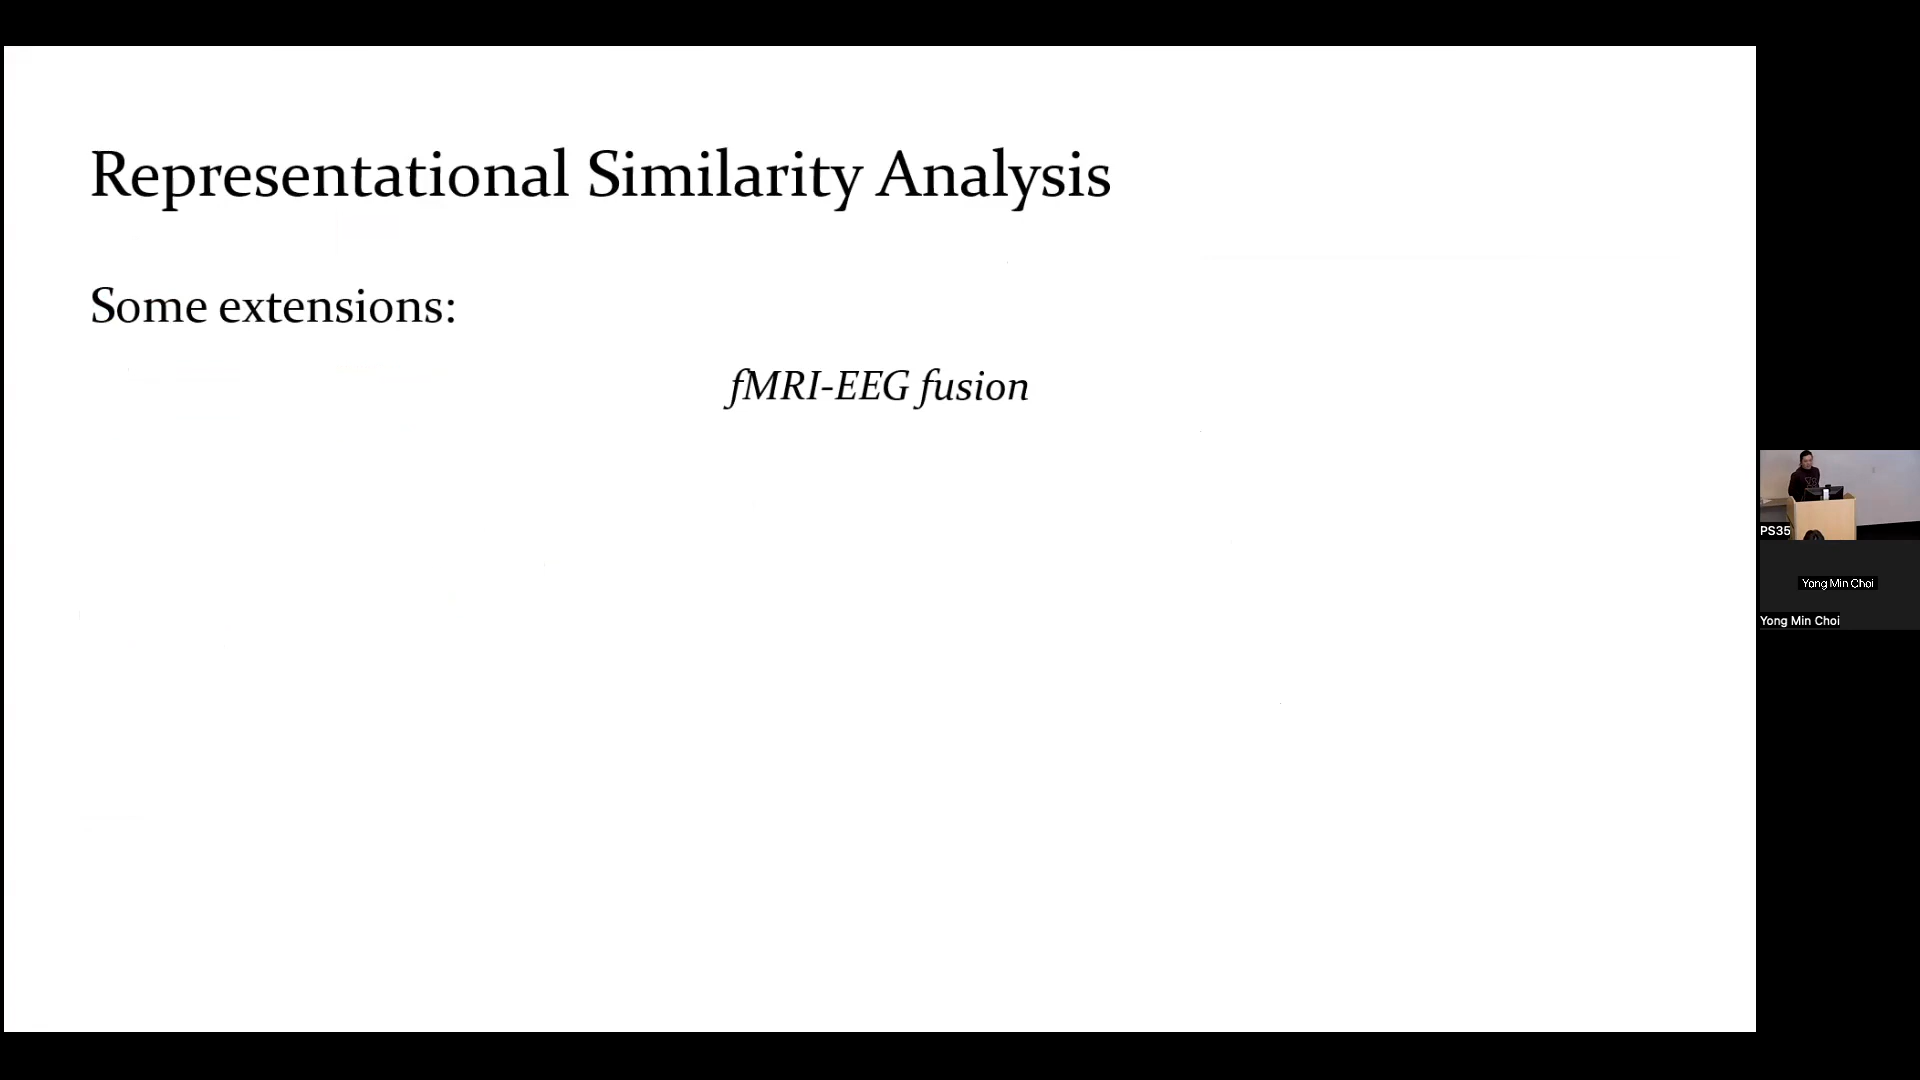 Representational Similarity Analysis
Some extensions:
fMRI-EEG fusion
PS35
Yong Min Choi
Yong Min Choi